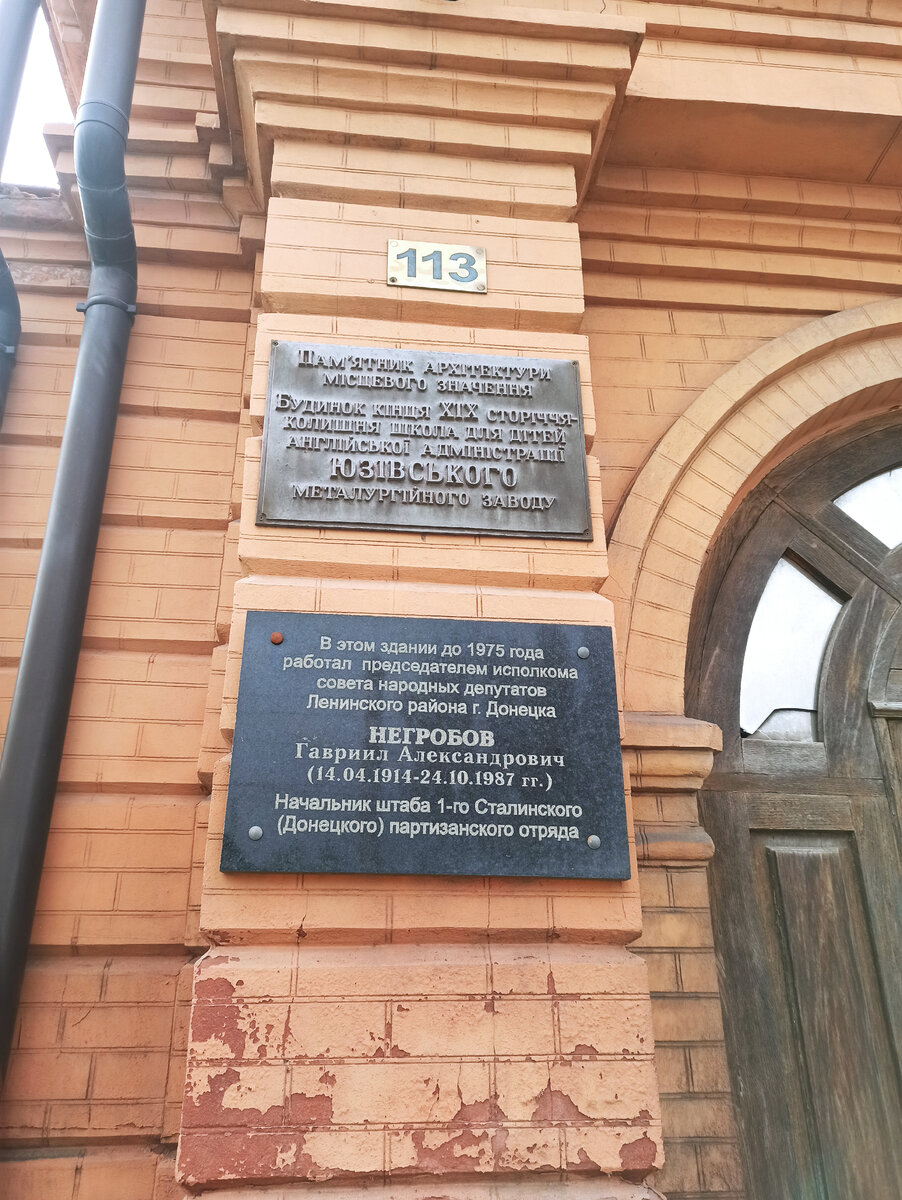 113
Пам'ятник архітектури
місцевого значення
Будинок кінця XIX сторіччя-
колишня школа для дітей
англійської адміністрації
Юзівського
металургійного заводу
В этом здании до 1975 года
работал председателем исполкома
совета народных депутатов
Ленинского района г. Донецка
НЕГРОБОВ
Гавриил Александрович
(14.04.1914-24.10.1987 гг.)
Начальник штаба 1-го Сталинского
(Донецкого) партизанского отряда